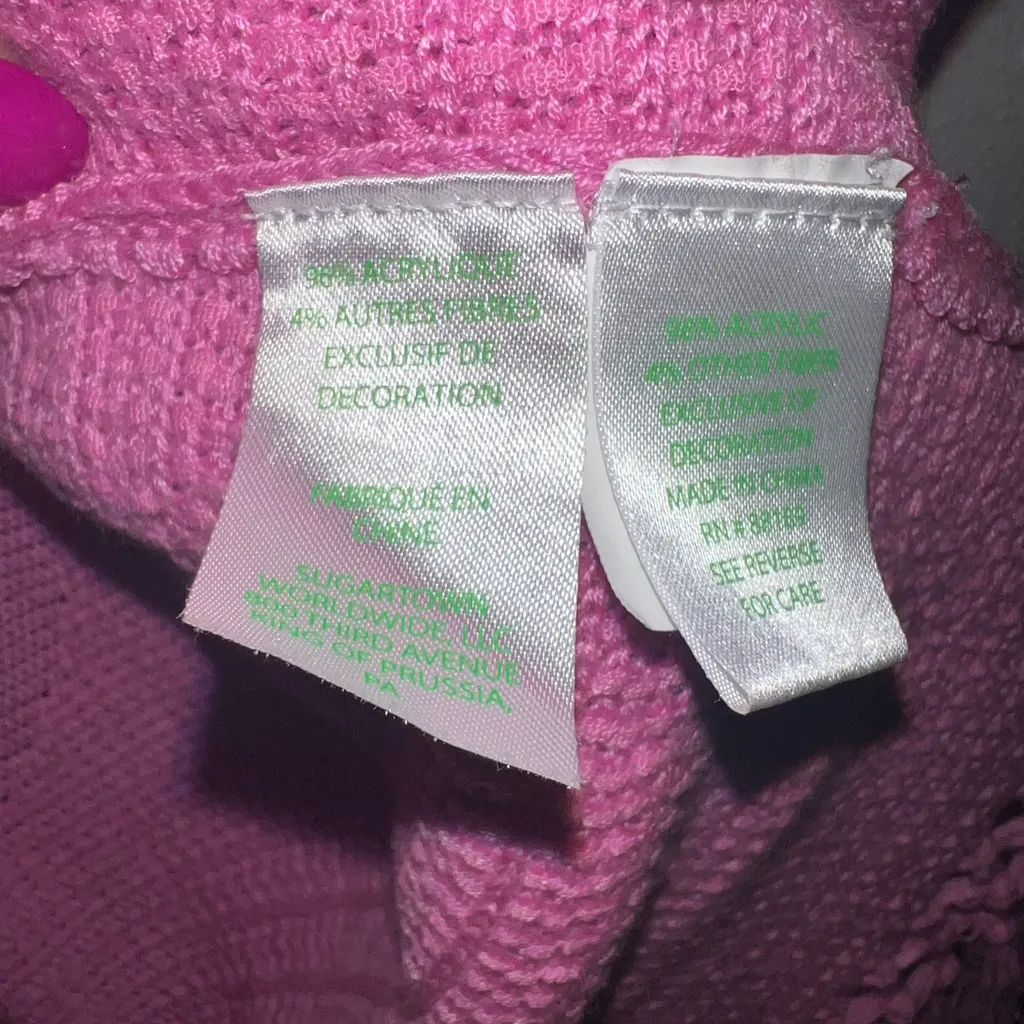 96% ACRYLIQUE
4% AUTRES FIBRES
EXCLUSIF DE
DECORATION
FABRIQUÉ EN
CHINE
SUGARTOWN
WORLDWIDE, LLC
800 THIRD AVENUE
KING OF PRUSSIA,
PA
96% ACRYLIC
4% OTHER FIBER
EXCLUSIVE OF
DECORATION
MADE IN CHINA
RN #
SEE REVERSE
FOR CARE